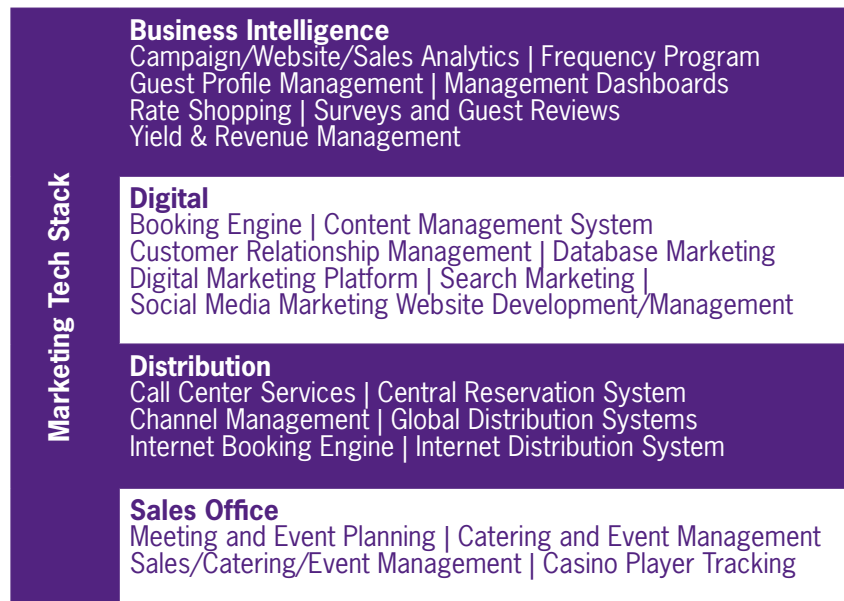 Marketing Tech Stack
Business Intelligence
Campaign/Website/Sales Analytics | Frequency Program
Guest Profile Management | Management Dashboards
Rate Shopping | Surveys and Guest Reviews
Yield & Revenue Management
Digital
Booking Engine | Content Management System
Customer Relationship Management | Database Marketing
Digital Marketing Platform | Search Marketing |
Social Media Marketing Website Development/Management
Distribution
Call Center Services | Central Reservation System
Channel Management | Global Distribution Systems
Internet Booking Engine | Internet Distribution System
Sales Office
Meeting and Event Planning | Catering and Event Management
Sales/Catering/Event Management | Casino Player Tracking